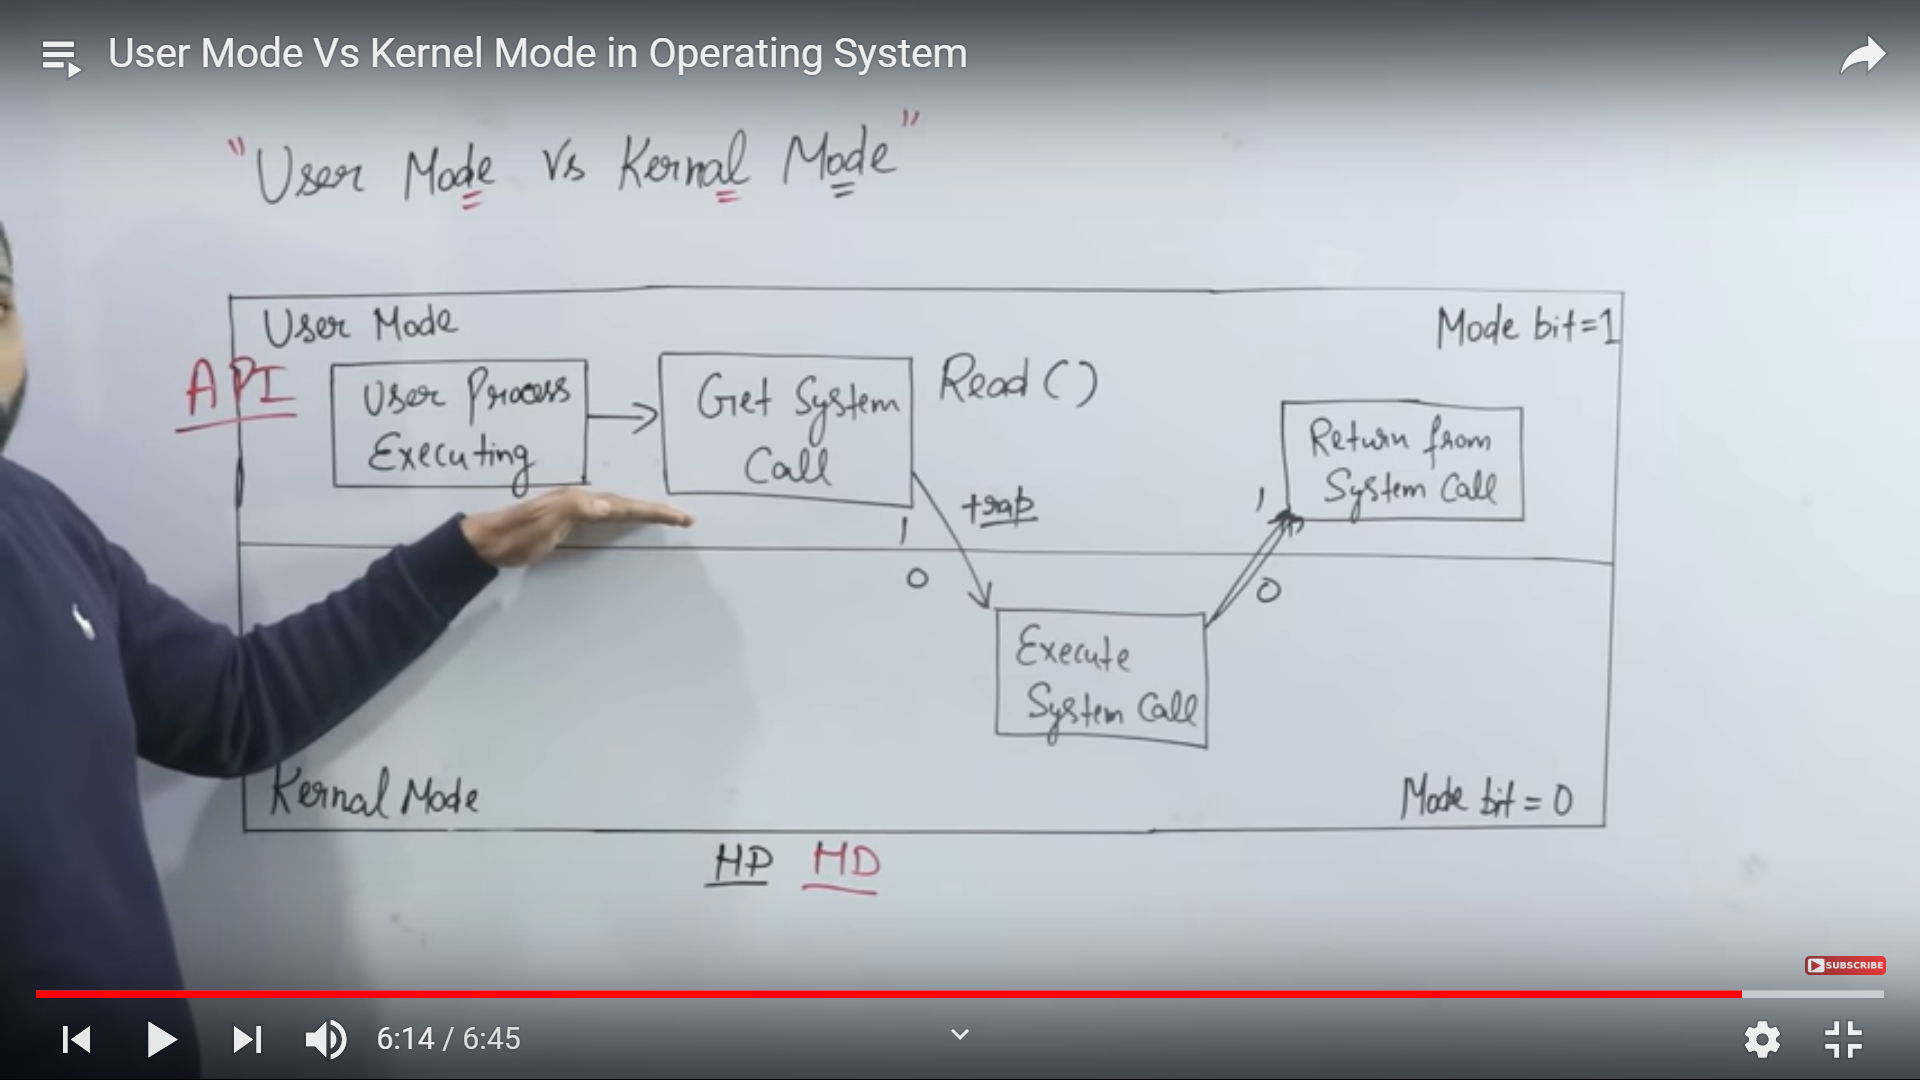 User Mode Vs Kernel Mode in Operating System
"User Mode Vs Kernal Mode"
User Mode
Mode bit=1
API
User Process
Executing
Get System
Call
Read ()
Return from
System Call
trap
1
1
0
0
Execute
System Call
Kernal Mode
Mode bit = 0
HP HD
SUBSCRIBE
6:14 / 6:45